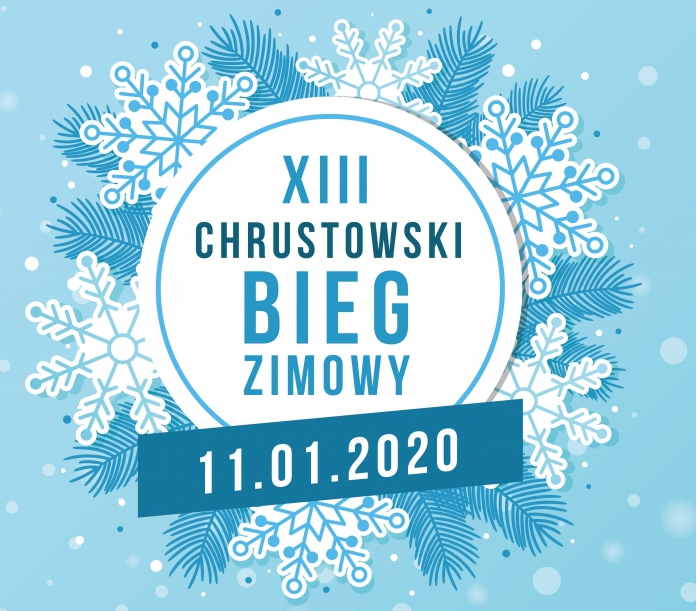 XIII
CHRUSTOWSKI
BIEG
ZIMOWY
11.01.2020